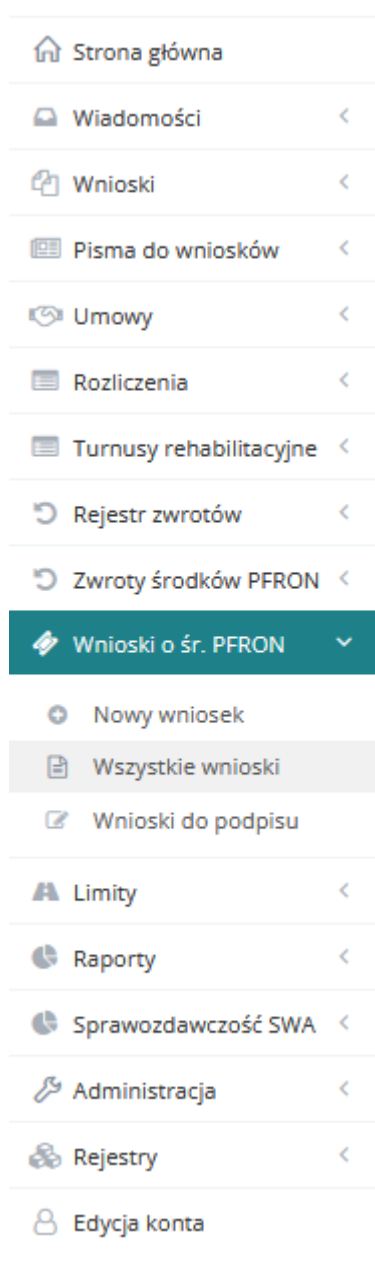 Strona główna
Wiadomości
Wnioski
Pisma do wniosków
Umowy
Rozliczenia
Turnusy rehabilitacyjne
Rejestr zwrotów
Zwroty środków PFRON
Wnioski o śr. PFRON
Nowy wniosek
Wszystkie wnioski
Wnioski do podpisu
Limity
Raporty
Sprawozdawczość SWA
Administracja
Rejestry
Edycja konta